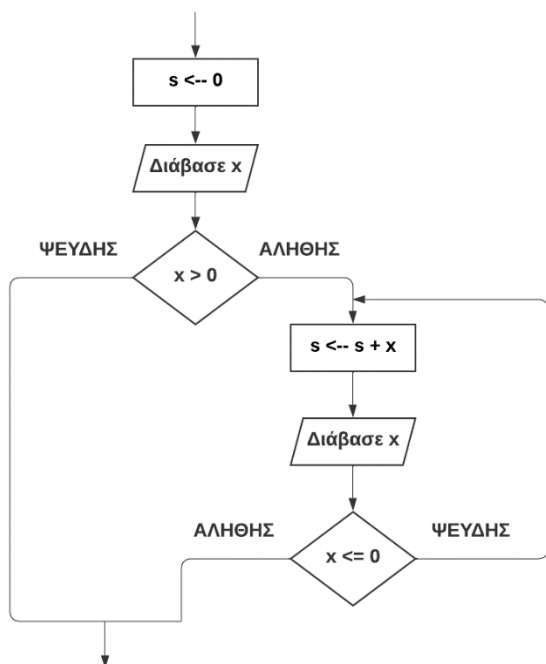 s <-- 0
Διάβασε x
ΨΕΥΔΗΣ
ΑΛΗΘΗΣ
x > 0
s <-- s + x
Διάβασε x
ΑΛΗΘΗΣ
ΨΕΥΔΗΣ
x <= 0